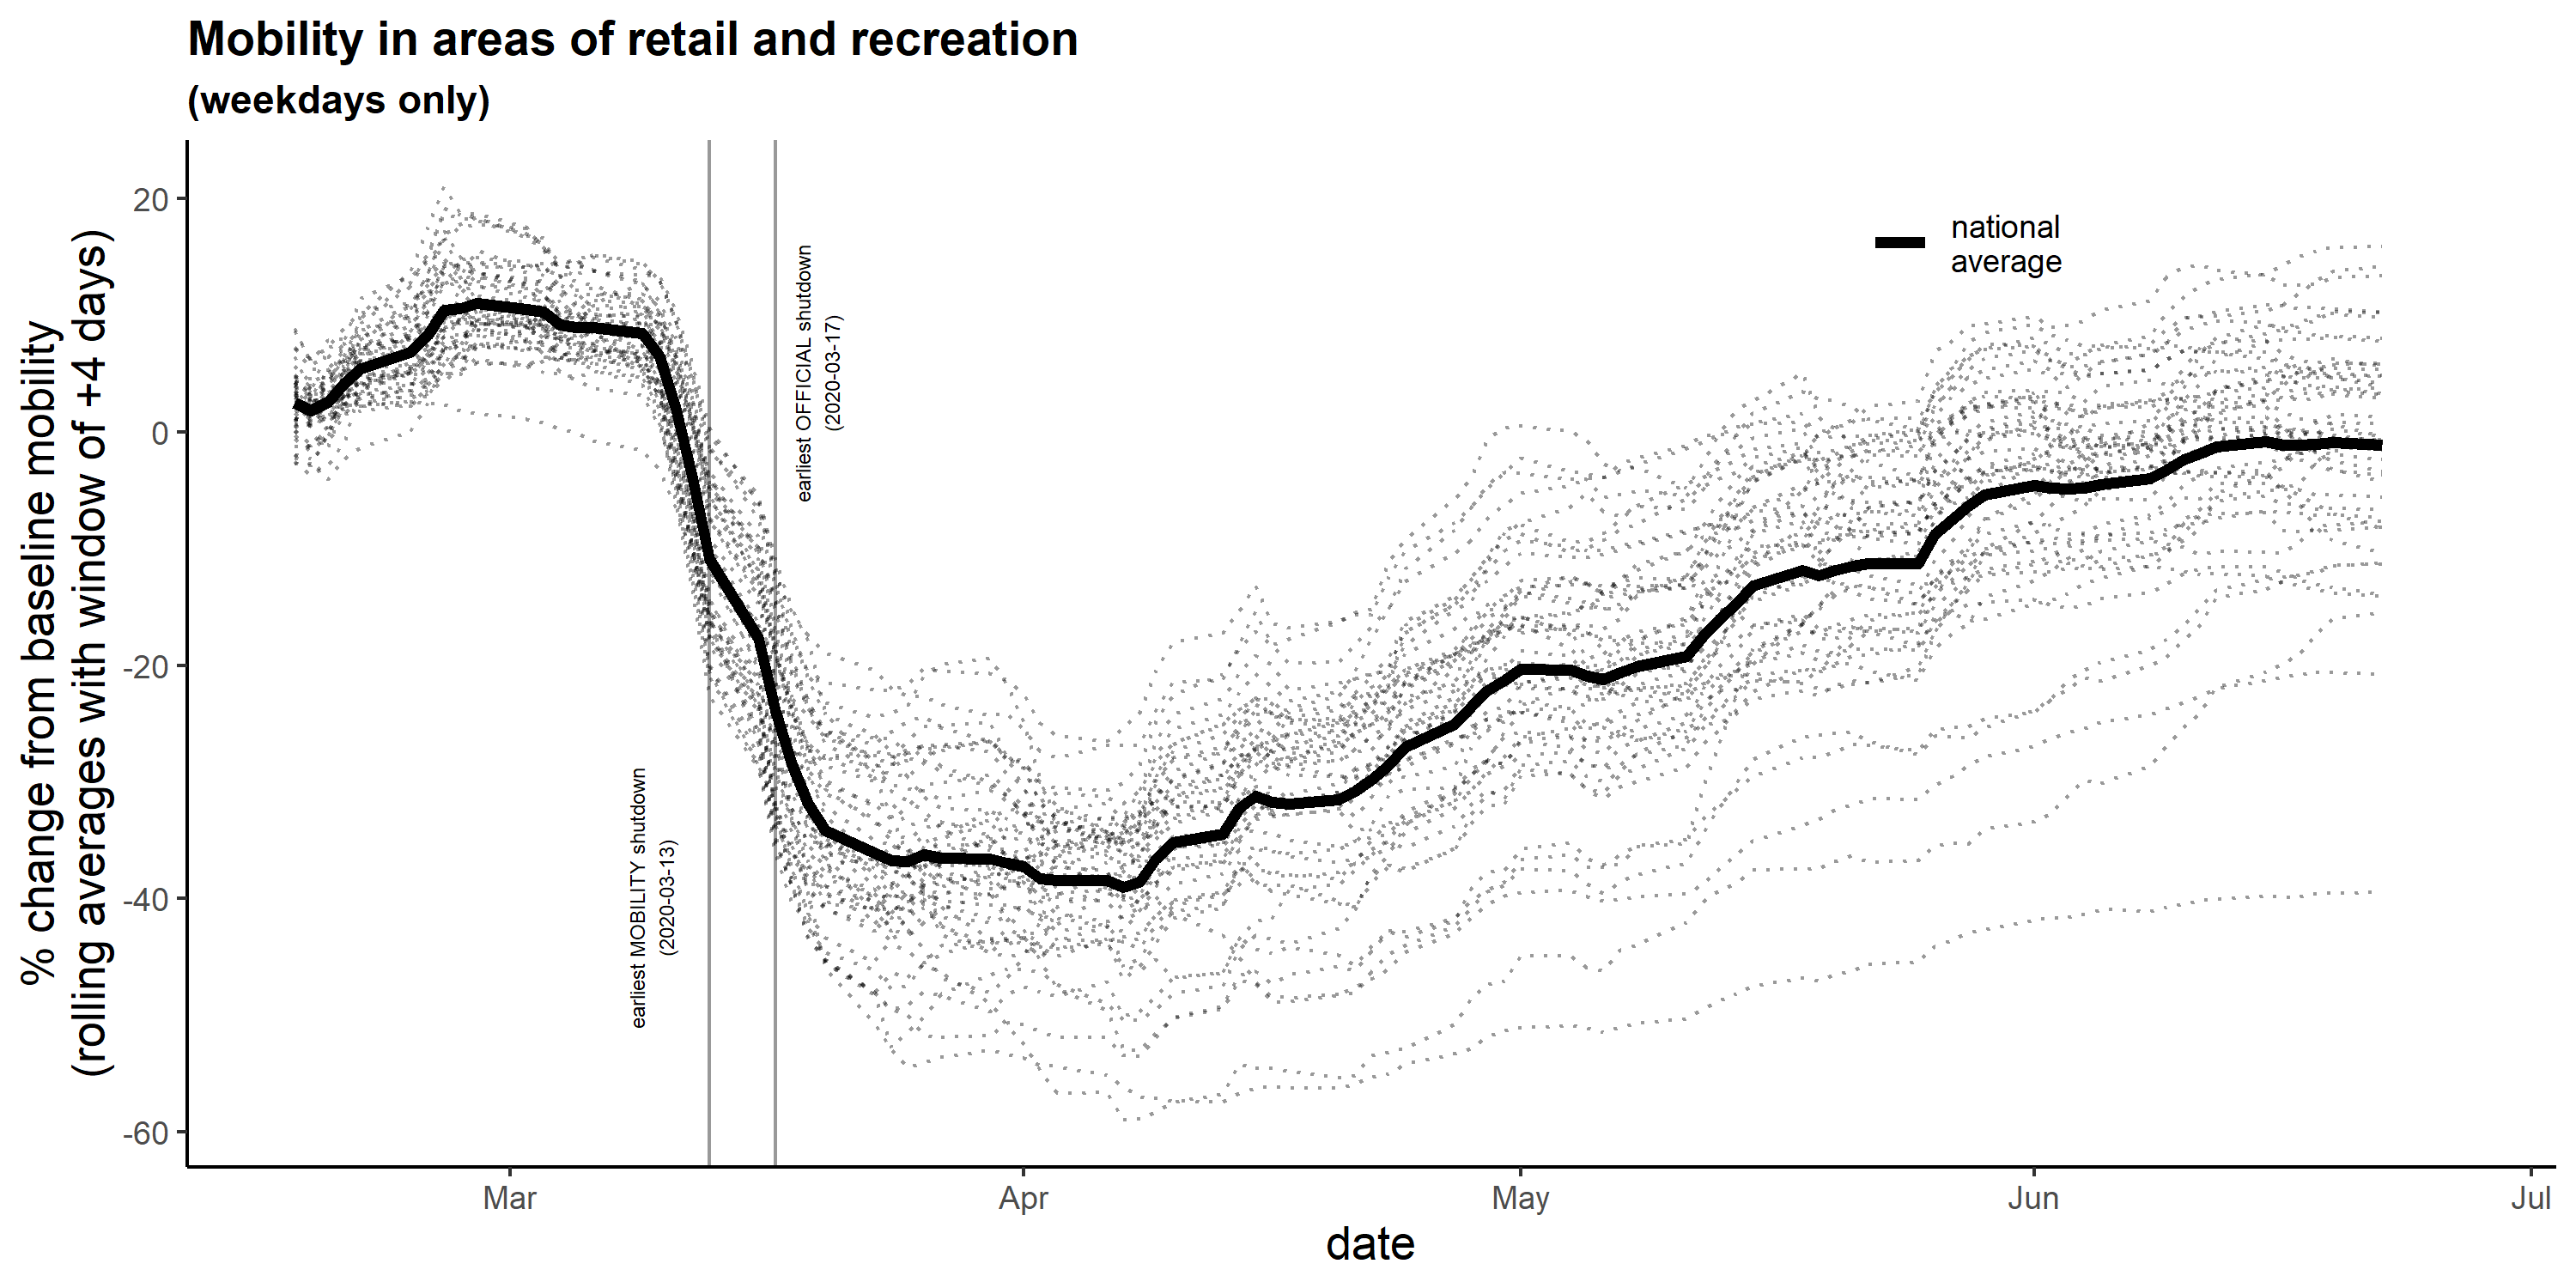 Mobility in areas of retail and recreation
(weekdays only)
% change from baseline mobility
(rolling averages with window of +4 days)
20
0
-20
-40
-60
earliest MOBILITY shutdown
(2020-03-13)
earliest OFFICIAL shutdown
(2020-03-17)
national
average
Mar
Apr
May
Jun
Jul
date